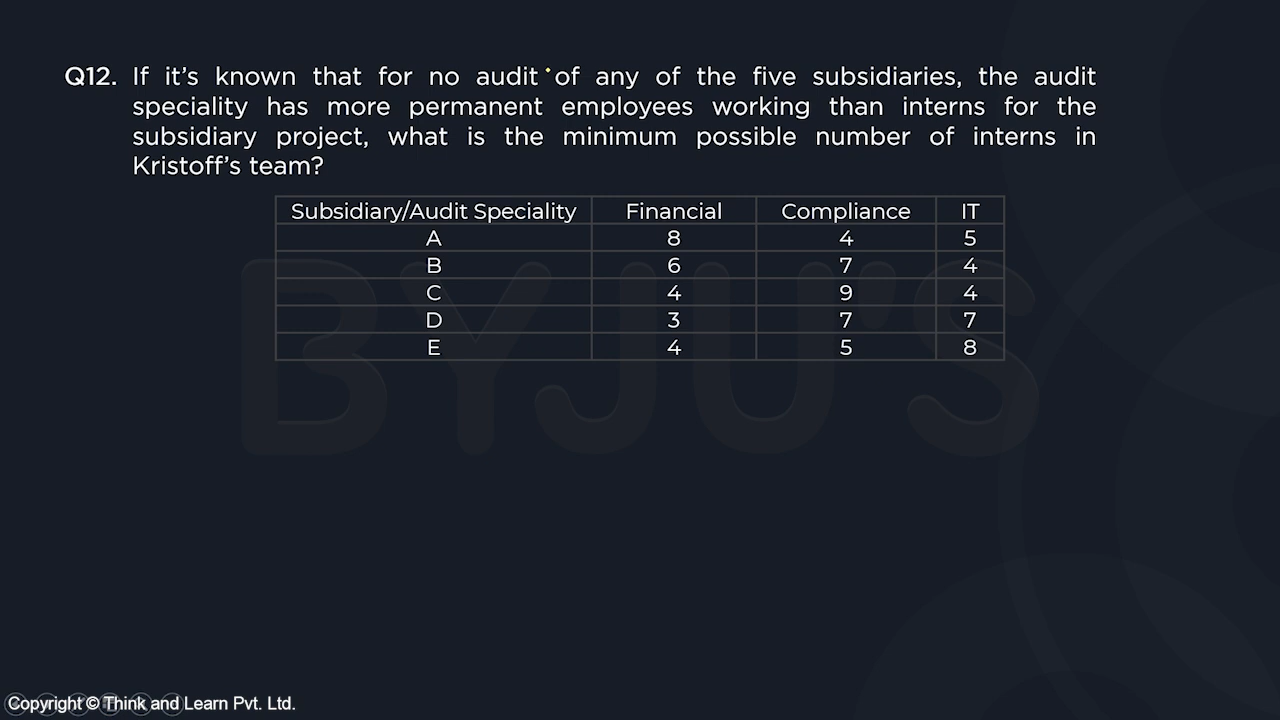 Q12. If it's known that for no audit of any of the five subsidiaries, the audit
speciality has more permanent employees working than interns for the
subsidiary project, what is the minimum possible number of interns in
Kristoff's team?
Subsidiary/Audit Speciality Financial Compliance IT
A 8 4 5
B 6 7 4
C 4 9 4
D 3 7 7
E 4 5 8
BYJU'S
Copyright © Think and Learn Pvt. Ltd.